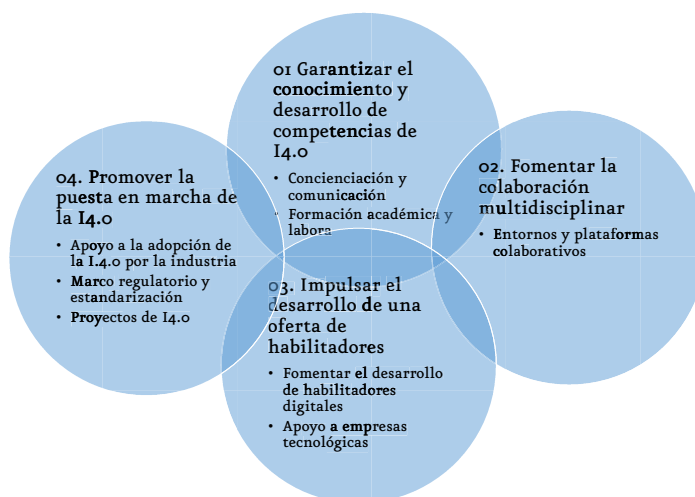 01 Garantizar el
conocimiento y
desarrollo de
competencias de
I4.0
• Concienciación y
comunicación
• Formación académica y
labora
02. Fomentar la
colaboración
multidisciplinar
• Entornos y plataformas
colaborativos
03. Impulsar el
desarrollo de una
oferta de
habilitadores
• Fomentar el desarrollo
de habilitadores
digitales
• Apoyo a empresas
tecnológicas
04. Promover la
puesta en marcha de
la I4.0
• Apoyo a la adopción de
la I.4.0 por la industria
• Marco regulatorio y
estandarización
• Proyectos de I4.0